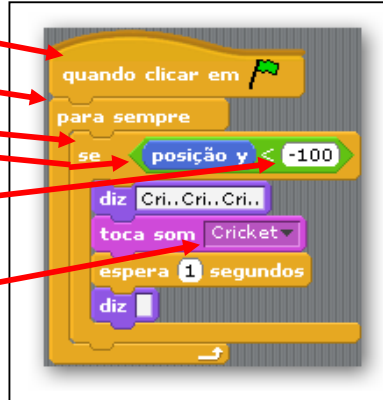 quando clicar em
para sempre
se posição y < -100
diz Cri..Cri..Cri..
toca som Cricket
espera 1 segundos
diz